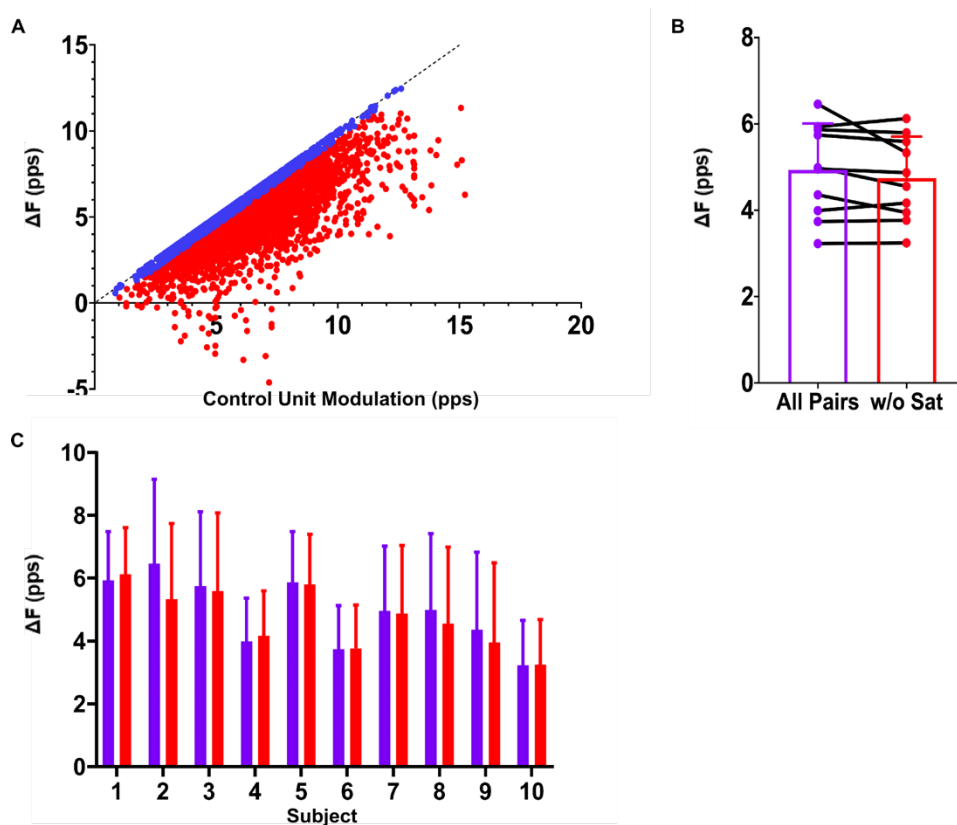 A
15
10
5
0
-5
ΔF (pps)
5 10 15 20
Control Unit Modulation (pps)
B
8
6
4
2
0
ΔF (pps)
All Pairs w/o Sat
C
10
8
6
4
2
0
ΔF (pps)
1 2 3 4 5 6 7 8 9 10
Subject